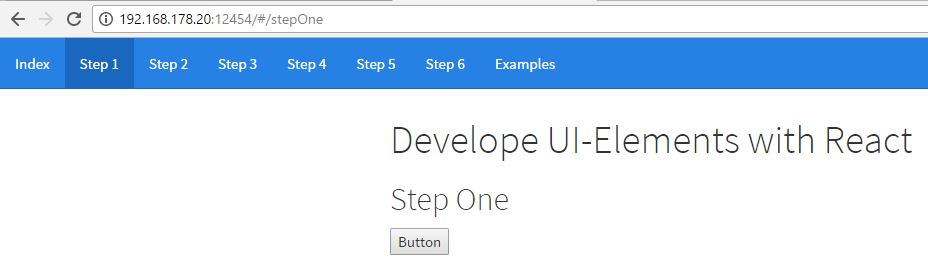 192.168.178.20:12454/#/stepOne
Index Step 1 Step 2 Step 3 Step 4 Step 5 Step 6 Examples
Develope UI-Elements with React
Step One
Button